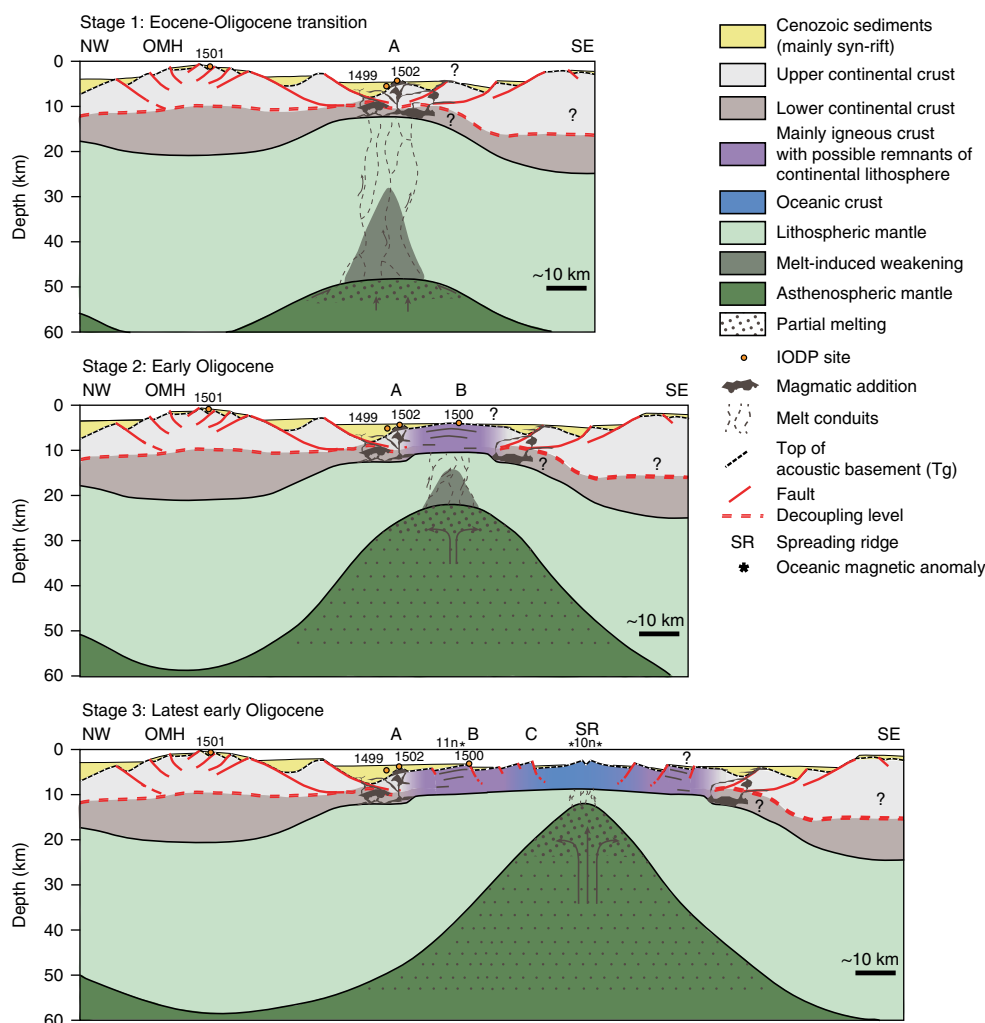 Stage 1: Eocene-Oligocene transition
NW OMH A SE
1501 1499 1502 ?
0
10
20
30
40
50
60
Depth (km)
? ?
~10 km
Stage 2: Early Oligocene
NW OMH A B SE
1501 1499 1502 1500 ?
0
10
20
30
40
50
60
Depth (km)
? ?
~10 km
Stage 3: Latest early Oligocene
NW OMH A 11n* B C SR SE
*10n*
1501 1499 1502 1500 ?
0
10
20
30
40
50
60
Depth (km)
? ?
~10 km
Cenozoic sediments
(mainly syn-rift)
Upper continental crust
Lower continental crust
Mainly igneous crust
with possible remnants of
continental lithosphere
Oceanic crust
Lithospheric mantle
Melt-induced weakening
Asthenospheric mantle
Partial melting
IODP site
Magmatic addition
Melt conduits
Top of
acoustic basement (Tg)
Fault
Decoupling level
SR Spreading ridge
* Oceanic magnetic anomaly